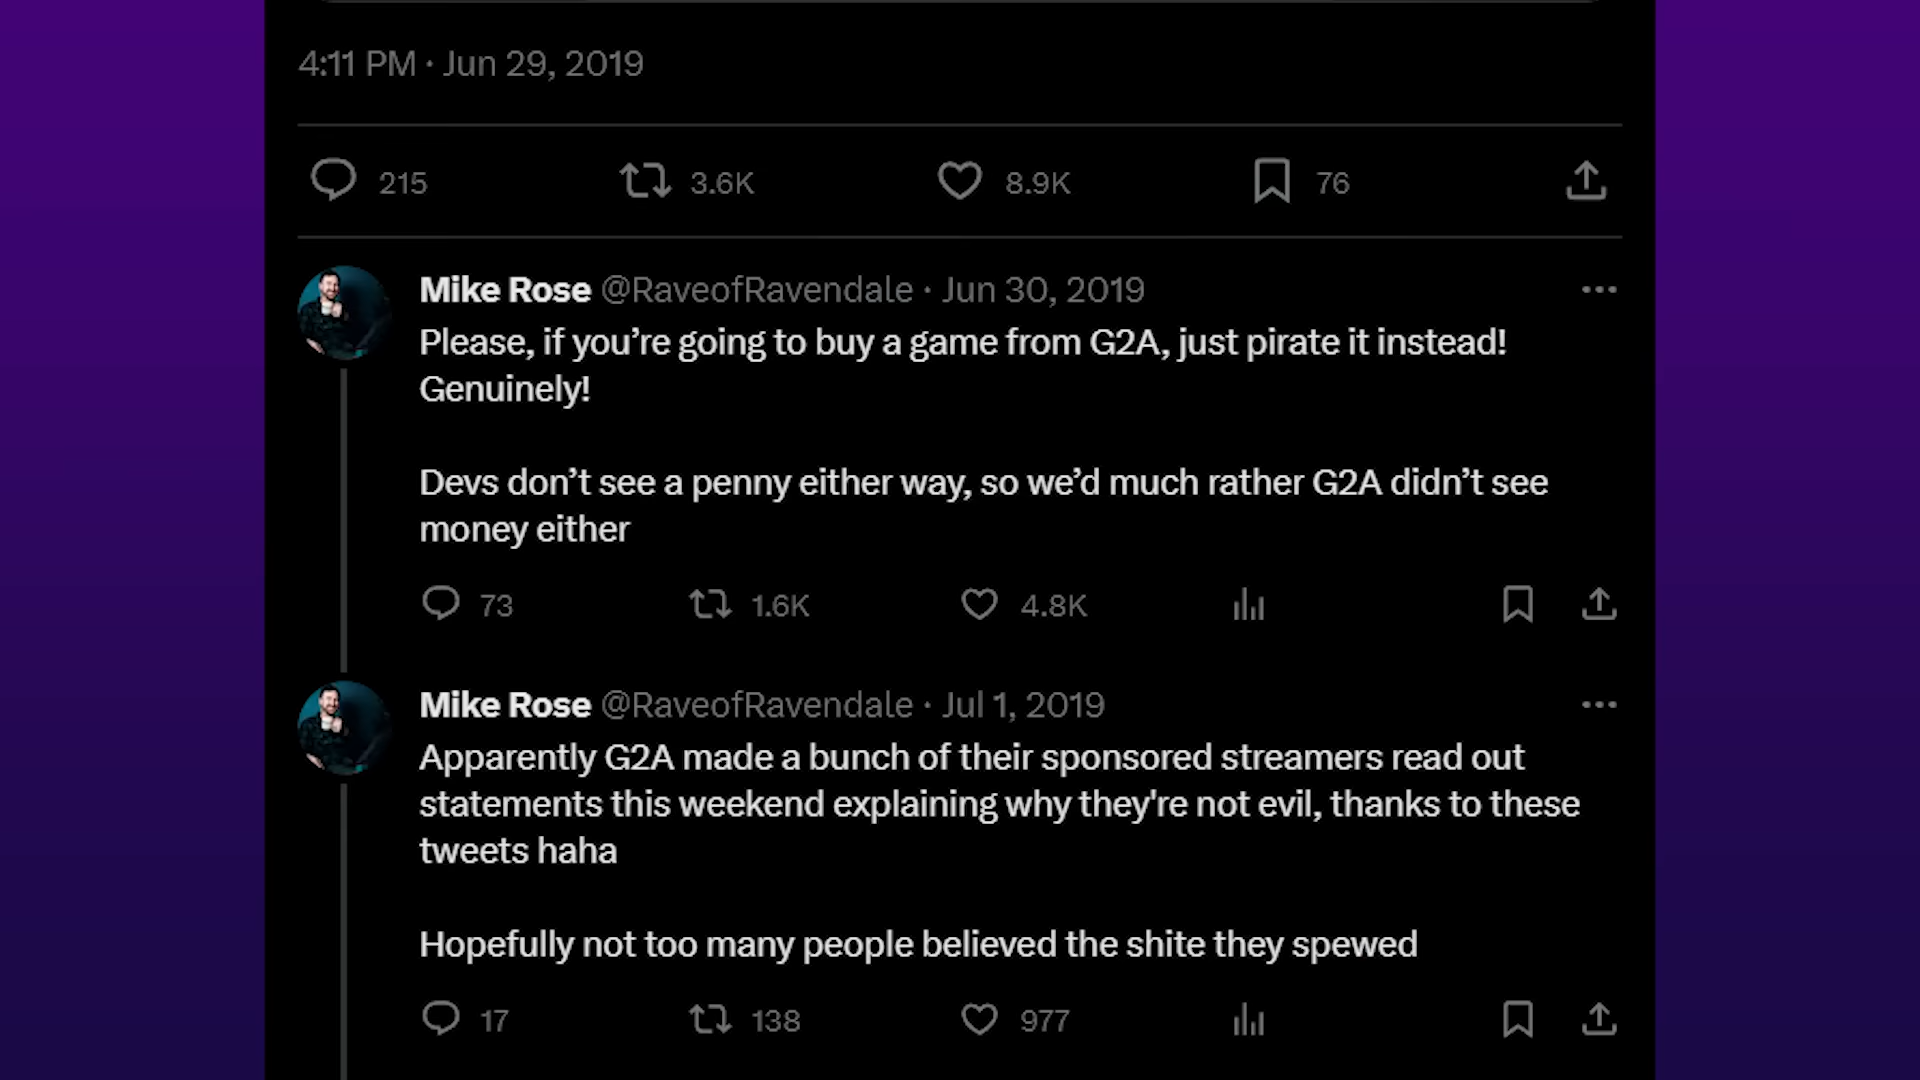 4:11 PM · Jun 29, 2019
215 3.6K 8.9K 76
Mike Rose @RaveofRavendale · Jun 30, 2019
Please, if you’re going to buy a game from G2A, just pirate it instead!
Genuinely!
Devs don’t see a penny either way, so we’d much rather G2A didn’t see
money either
73 1.6K 4.8K
Mike Rose @RaveofRavendale · Jul 1, 2019
Apparently G2A made a bunch of their sponsored streamers read out
statements this weekend explaining why they're not evil, thanks to these
tweets haha
Hopefully not too many people believed the shite they spewed
17 138 977